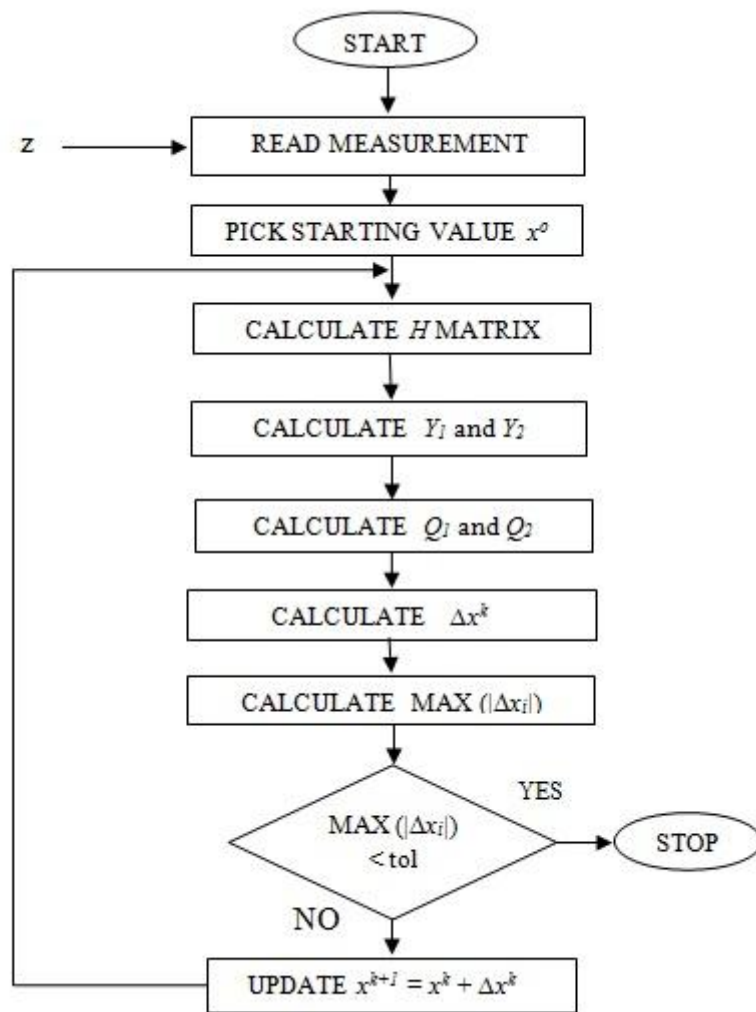 START
z
READ MEASUREMENT
PICK STARTING VALUE xᵒ
CALCULATE H MATRIX
CALCULATE Y₁ and Y₂
CALCULATE Q₁ and Q₂
CALCULATE Δxᵏ
CALCULATE MAX (|Δxᵢ|)
YES
MAX (|Δxᵢ|)
< tol
STOP
NO
UPDATE xᵏ⁺¹ = xᵏ + Δxᵏ